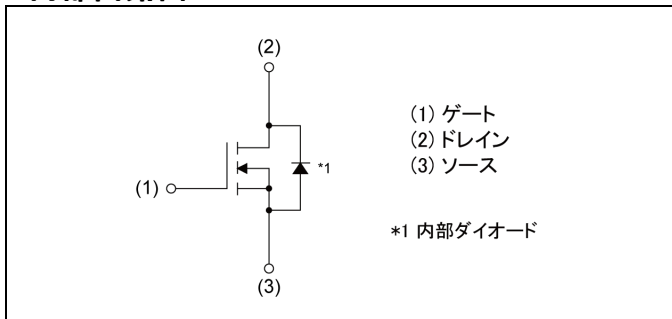 (2)
(1) ゲート
(2) ドレイン
(3) ソース
*1
(1)
*1 内部ダイオード
(3)